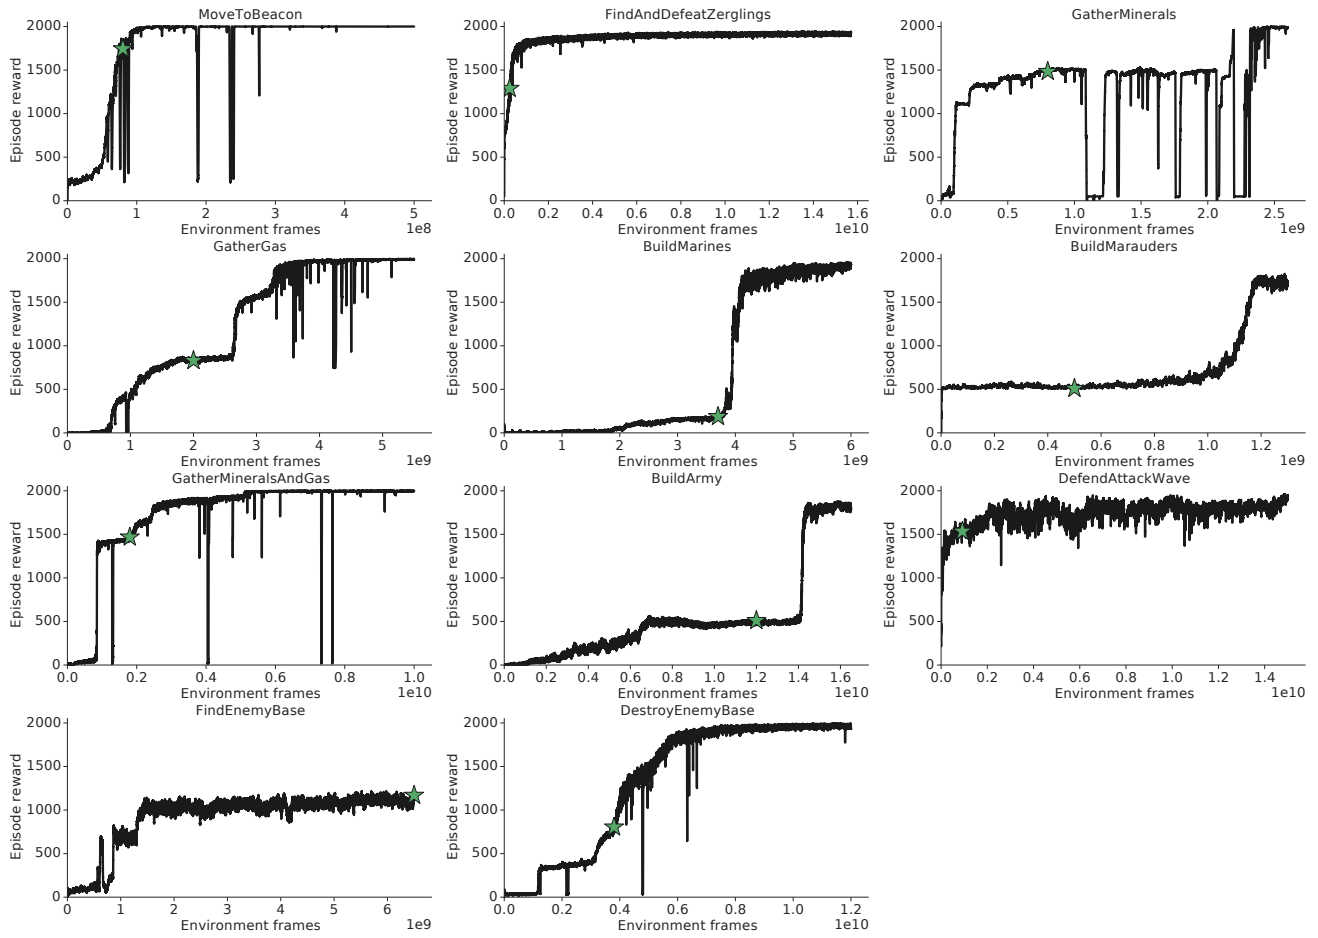 MoveToBeacon
2000
1500
1000
500
0
Episode reward
0 1 2 3 4 5
Environment frames 1e8
FindAndDefeatZerglings
2000
1500
1000
500
0
Episode reward
0.0 0.2 0.4 0.6 0.8 1.0 1.2 1.4 1.6
Environment frames 1e10
GatherMinerals
2000
1500
1000
500
0
Episode reward
0.0 0.5 1.0 1.5 2.0 2.5
Environment frames 1e9
GatherGas
2000
1500
1000
500
0
Episode reward
0 1 2 3 4 5
Environment frames 1e9
BuildMarines
2000
1500
1000
500
0
Episode reward
0 1 2 3 4 5 6
Environment frames 1e9
BuildMarauders
2000
1500
1000
500
0
Episode reward
0.0 0.2 0.4 0.6 0.8 1.0 1.2
Environment frames 1e9
GatherMineralsAndGas
2000
1500
1000
500
0
Episode reward
0.0 0.2 0.4 0.6 0.8 1.0
Environment frames 1e10
BuildArmy
2000
1500
1000
500
0
Episode reward
0.0 0.2 0.4 0.6 0.8 1.0 1.2 1.4 1.6
Environment frames 1e10
DefendAttackWave
2000
1500
1000
500
0
Episode reward
0.0 0.2 0.4 0.6 0.8 1.0 1.2 1.4
Environment frames 1e10
FindEnemyBase
2000
1500
1000
500
0
Episode reward
0 1 2 3 4 5 6
Environment frames 1e9
DestroyEnemyBase
2000
1500
1000
500
0
Episode reward
0.0 0.2 0.4 0.6 0.8 1.0 1.2
Environment frames 1e10